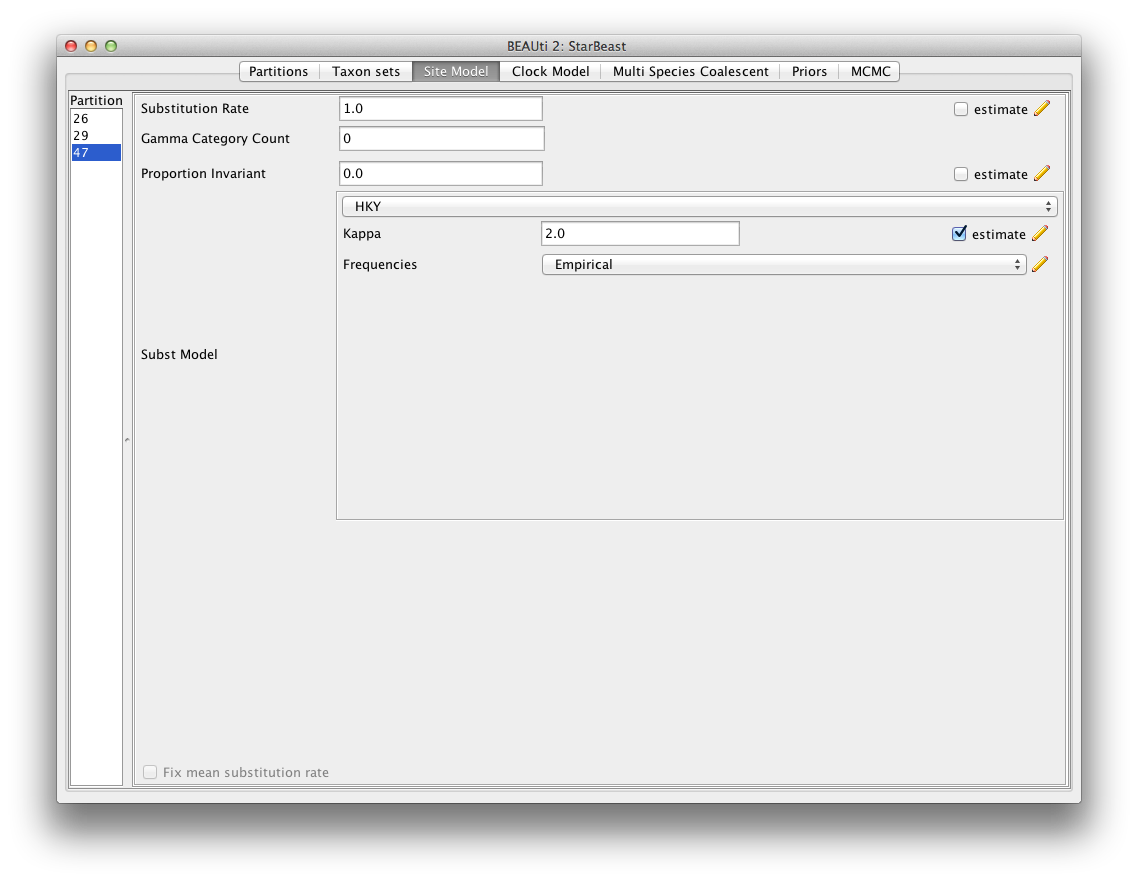 BEAUti 2: StarBeast
Partitions Taxon sets Site Model Clock Model Multi Species Coalescent Priors MCMC
Partition
26
29
47
Substitution Rate 1.0 estimate
Gamma Category Count 0
Proportion Invariant 0.0 estimate
HKY
Kappa 2.0 estimate
Frequencies Empirical
Subst Model
Fix mean substitution rate